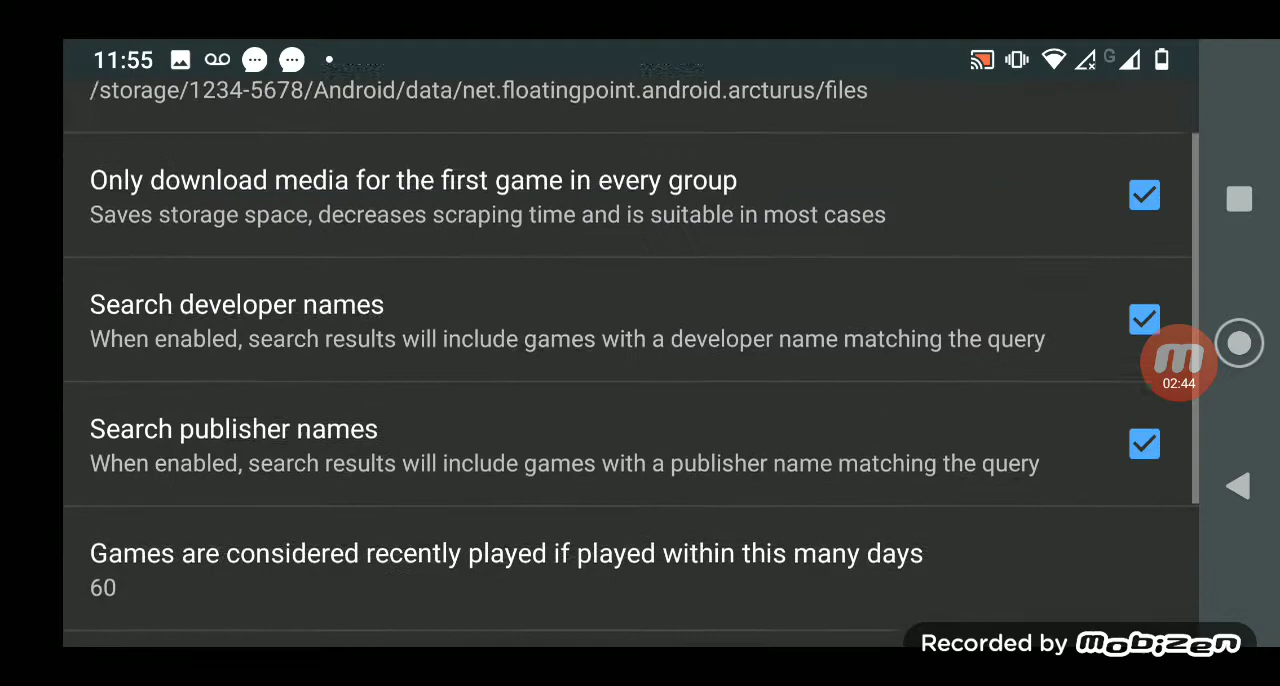 11:55
G
/storage/1234-5678/Android/data/net.floatingpoint.android.arcturus/files
Only download media for the first game in every group
Saves storage space, decreases scraping time and is suitable in most cases
Search developer names
When enabled, search results will include games with a developer name matching the query
02:44
Search publisher names
When enabled, search results will include games with a publisher name matching the query
Games are considered recently played if played within this many days
60
Recorded by mobizen